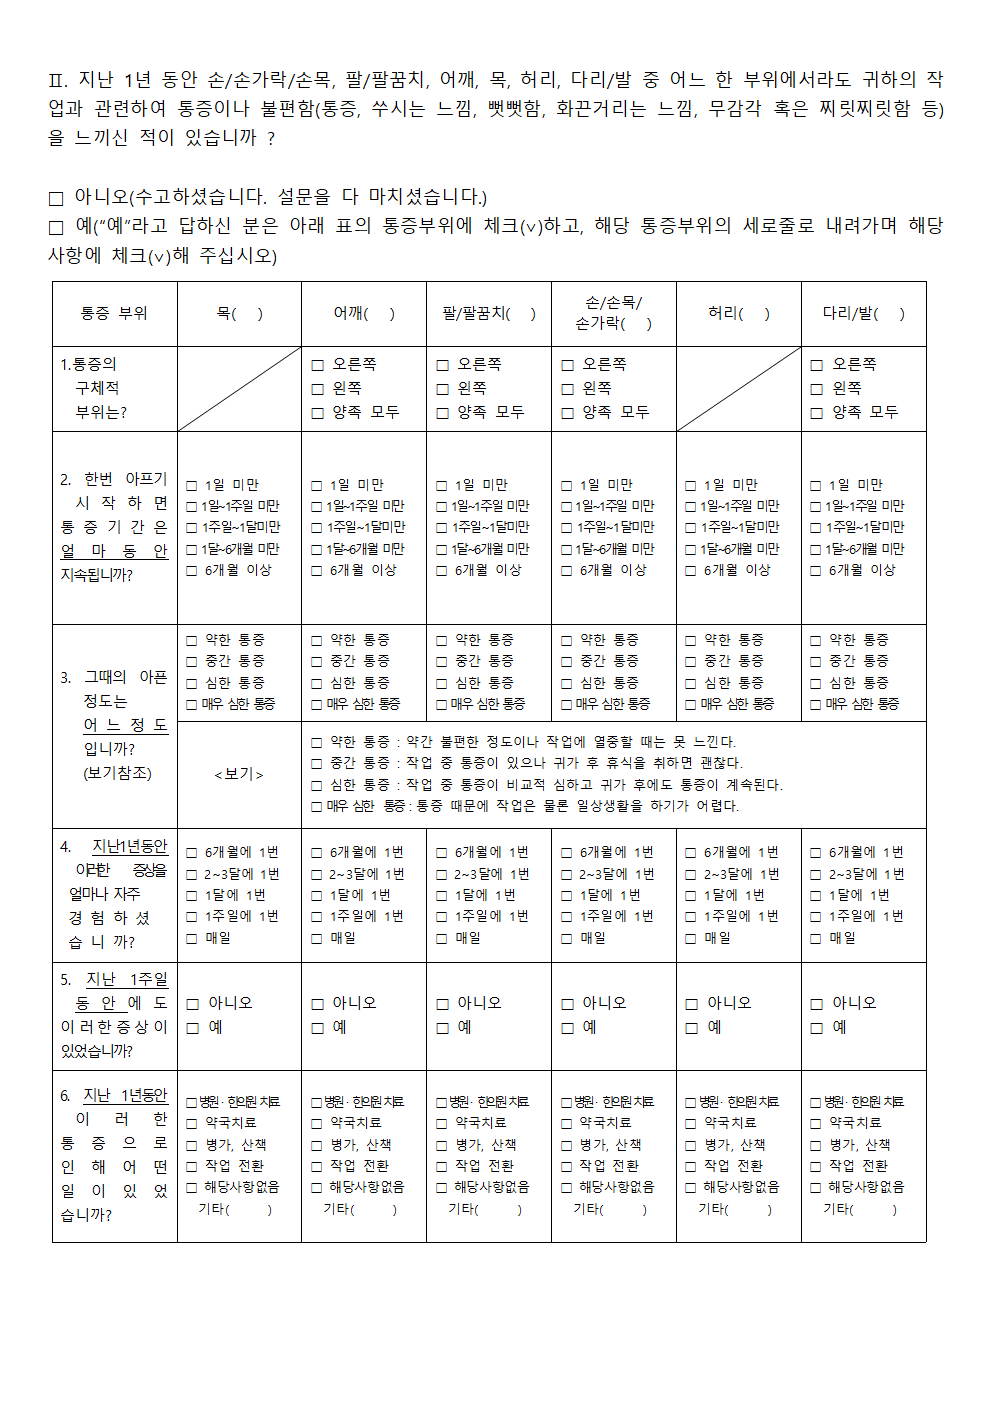 Ⅱ. 지난 1년 동안 손/손가락/손목, 팔/팔꿈치, 어깨, 목, 허리, 다리/발 중 어느 한 부위에서라도 귀하의 작
업과 관련하여 통증이나 불편함(통증, 쑤시는 느낌, 뻣뻣함, 화끈거리는 느낌, 무감각 혹은 찌릿찌릿함 등)
을 느끼신 적이 있습니까 ?
□ 아니오(수고하셨습니다. 설문을 다 마치셨습니다.)
□ 예(“예”라고 답하신 분은 아래 표의 통증부위에 체크(∨)하고, 해당 통증부위의 세로줄로 내려가며 해당
사항에 체크(∨)해 주십시오)
통증 부위 목( ) 어깨( ) 팔/팔꿈치( ) 손/손목/ 허리( ) 다리/발( )
손가락( )
1.통증의 □ 오른쪽 □ 오른쪽 □ 오른쪽 □ 오른쪽
구체적 □ 왼쪽 □ 왼쪽 □ 왼쪽 □ 왼쪽
부위는? □ 양족 모두 □ 양족 모두 □ 양족 모두 □ 양족 모두
2. 한번 아프기 □ 1일 미만 □ 1일 미만 □ 1일 미만 □ 1일 미만 □ 1일 미만 □ 1일 미만
시 작 하 면 □ 1일~1주일 미만 □ 1일~1주일 미만 □ 1일~1주일 미만 □ 1일~1주일 미만 □ 1일~1주일 미만 □ 1일~1주일 미만
통 증 기 간 은 □ 1주일~1달미만 □ 1주일~1달미만 □ 1주일~1달미만 □ 1주일~1달미만 □ 1주일~1달미만 □ 1주일~1달미만
얼 마 동 안 □ 1달~6개월 미만 □ 1달~6개월 미만 □ 1달~6개월 미만 □ 1달~6개월 미만 □ 1달~6개월 미만 □ 1달~6개월 미만
지속됩니까? □ 6개월 이상 □ 6개월 이상 □ 6개월 이상 □ 6개월 이상 □ 6개월 이상 □ 6개월 이상
3. 그때의 아픈
정도는
어 느 정 도
입니까?
(보기참조)
□ 약한 통증 □ 약한 통증 □ 약한 통증 □ 약한 통증 □ 약한 통증 □ 약한 통증
□ 중간 통증 □ 중간 통증 □ 중간 통증 □ 중간 통증 □ 중간 통증 □ 중간 통증
□ 심한 통증 □ 심한 통증 □ 심한 통증 □ 심한 통증 □ 심한 통증 □ 심한 통증
□ 매우 심한 통증 □ 매우 심한 통증 □ 매우 심한 통증 □ 매우 심한 통증 □ 매우 심한 통증 □ 매우 심한 통증
<보기>
□ 약한 통증 : 약간 불편한 정도이나 작업에 열중할 때는 못 느낀다.
□ 중간 통증 : 작업 중 통증이 있으나 귀가 후 휴식을 취하면 괜찮다.
□ 심한 통증 : 작업 중 통증이 비교적 심하고 귀가 후에도 통증이 계속된다.
□ 매우 심한 통증 : 통증 때문에 작업은 물론 일상생활을 하기가 어렵다.
4. 지난1년동안 □ 6개월에 1번 □ 6개월에 1번 □ 6개월에 1번 □ 6개월에 1번 □ 6개월에 1번 □ 6개월에 1번
이러한 증상을 □ 2~3달에 1번 □ 2~3달에 1번 □ 2~3달에 1번 □ 2~3달에 1번 □ 2~3달에 1번 □ 2~3달에 1번
얼마나 자주 □ 1달에 1번 □ 1달에 1번 □ 1달에 1번 □ 1달에 1번 □ 1달에 1번 □ 1달에 1번
경 험 하 셨 □ 1주일에 1번 □ 1주일에 1번 □ 1주일에 1번 □ 1주일에 1번 □ 1주일에 1번 □ 1주일에 1번
습 니 까? □ 매일 □ 매일 □ 매일 □ 매일 □ 매일 □ 매일
5. 지난 1주일
동 안 에 도 □ 아니오 □ 아니오 □ 아니오 □ 아니오 □ 아니오 □ 아니오
이 러 한 증 상 이 □ 예 □ 예 □ 예 □ 예 □ 예 □ 예
있었습니까?
6. 지난 1년동안 □ 병원· 한의원 치료 □ 병원· 한의원 치료 □ 병원· 한의원 치료 □ 병원· 한의원 치료 □ 병원· 한의원 치료 □ 병원· 한의원 치료
이 러 한 □ 약국치료 □ 약국치료 □ 약국치료 □ 약국치료 □ 약국치료 □ 약국치료
통 증 으 로 □ 병가, 산책 □ 병가, 산책 □ 병가, 산책 □ 병가, 산책 □ 병가, 산책 □ 병가, 산책
인 해 어 떤 □ 작업 전환 □ 작업 전환 □ 작업 전환 □ 작업 전환 □ 작업 전환 □ 작업 전환
일 이 있 었 □ 해당사항없음 □ 해당사항없음 □ 해당사항없음 □ 해당사항없음 □ 해당사항없음 □ 해당사항없음
습니까? 기타( ) 기타( ) 기타( ) 기타( ) 기타( ) 기타( )